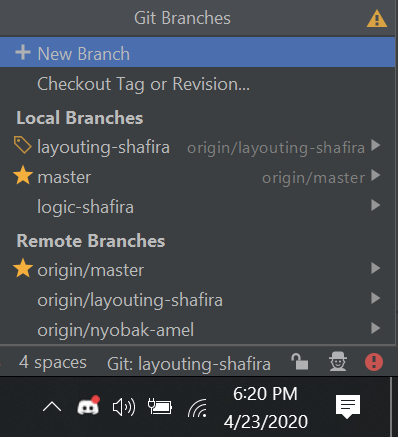 Git Branches
New Branch
Checkout Tag or Revision...
Local Branches
layouting-shafira origin/layouting-shafira
master origin/master
logic-shafira
Remote Branches
origin/master
origin/layouting-shafira
origin/nyobak-amel
4 spaces Git: layouting-shafira
6:20 PM
4/23/2020